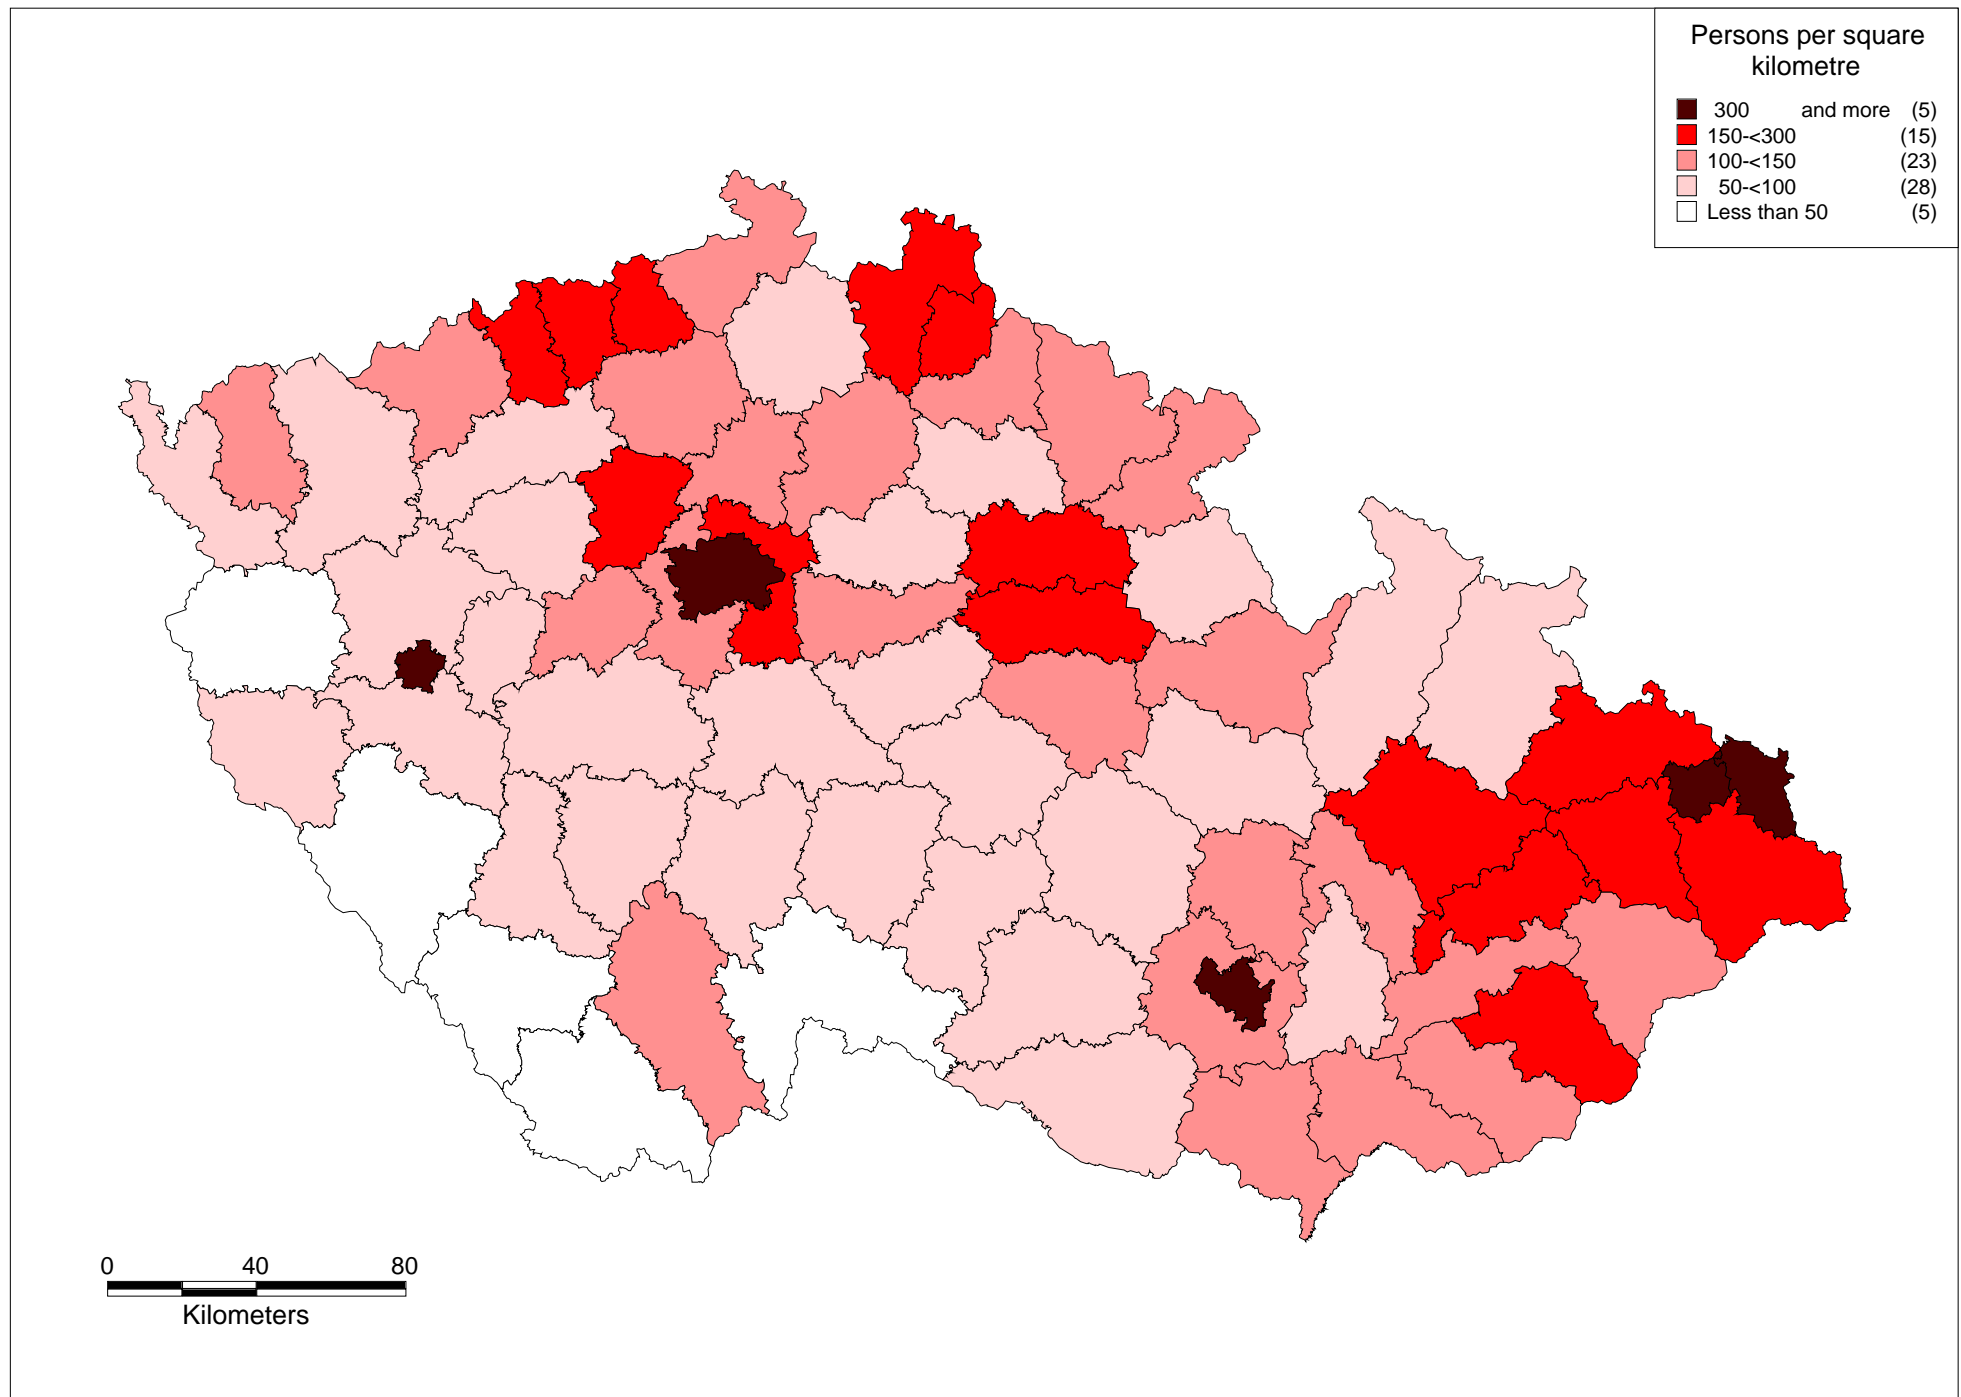 Persons per square
kilometre
300 and more (5)
150-<300 (15)
100-<150 (23)
50-<100 (28)
Less than 50 (5)
0 40 80
Kilometers